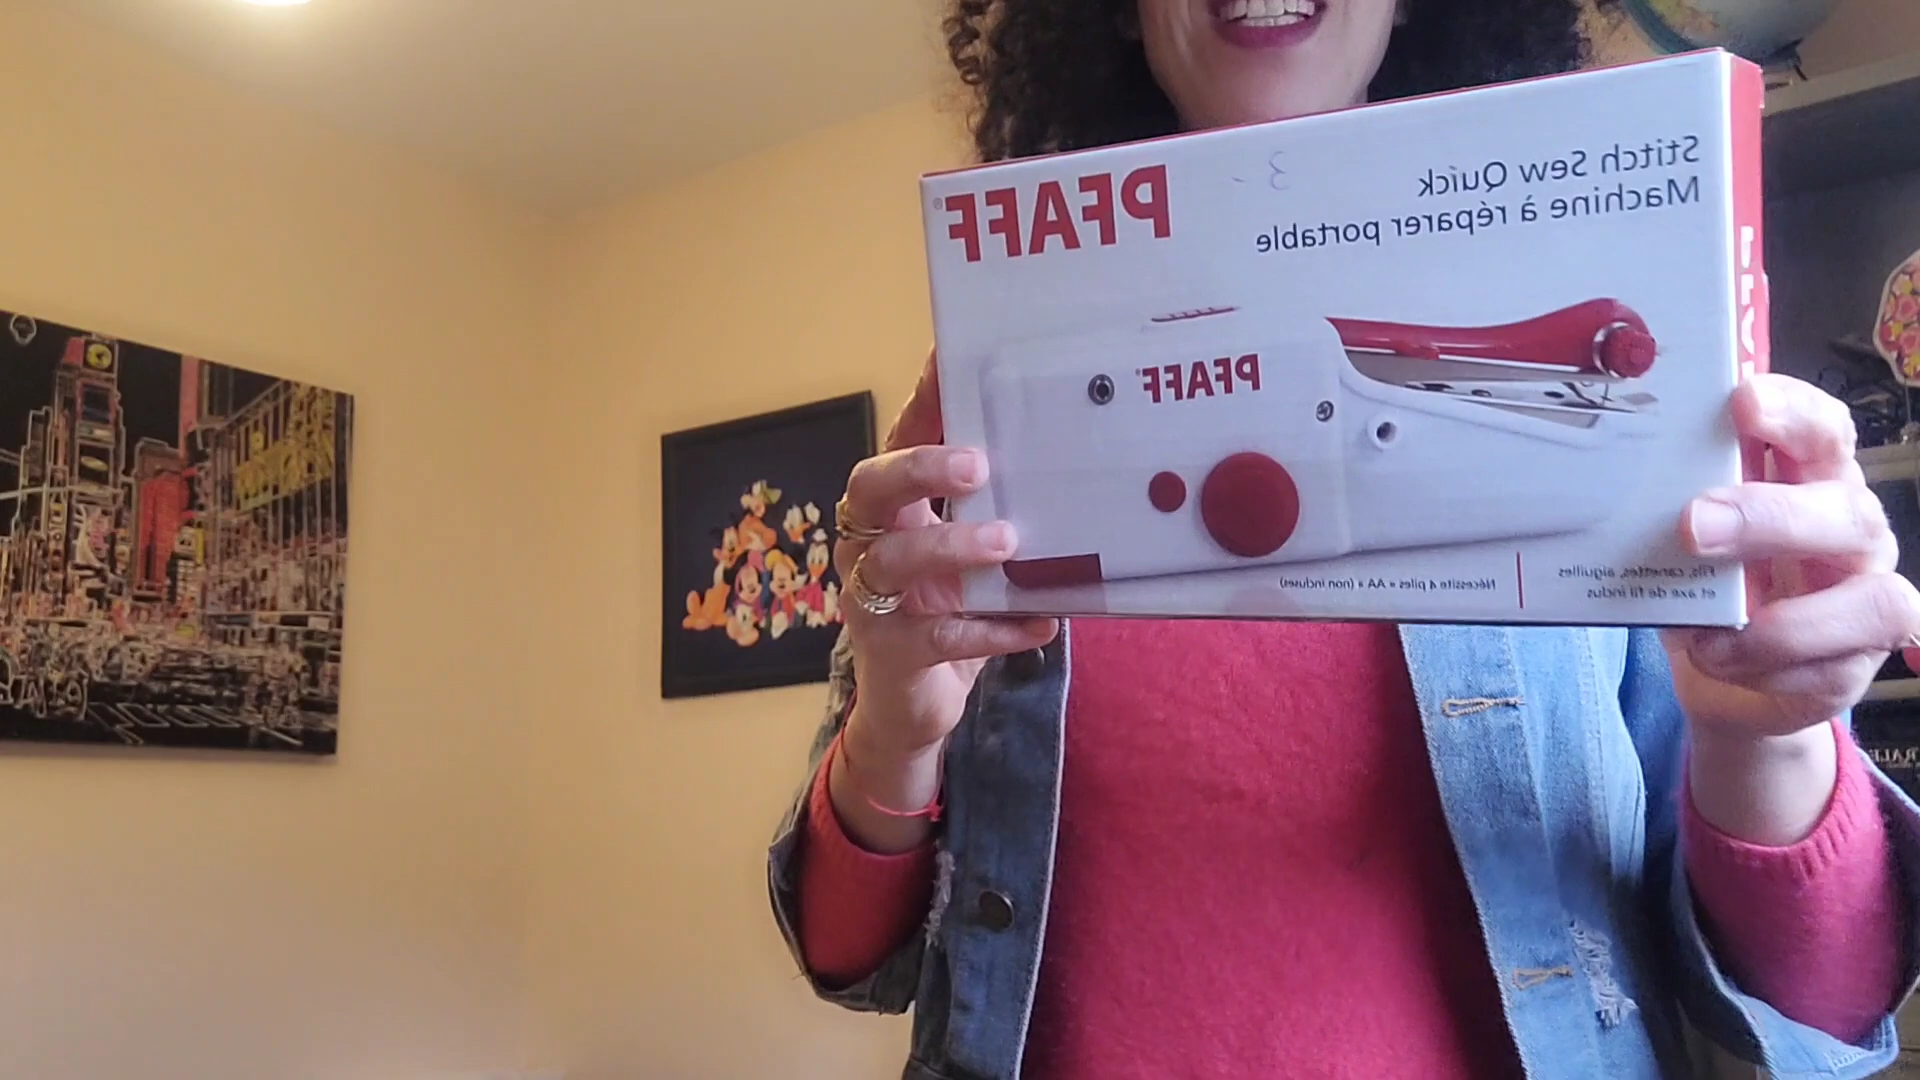 Stitch Sew Quick
Machine à réparer portable
PFAFF®
3-
PFAFF®
Fils, canettes, aiguilles
et axe de fil inclus
Nécessite 4 piles « AA » (non incluses)